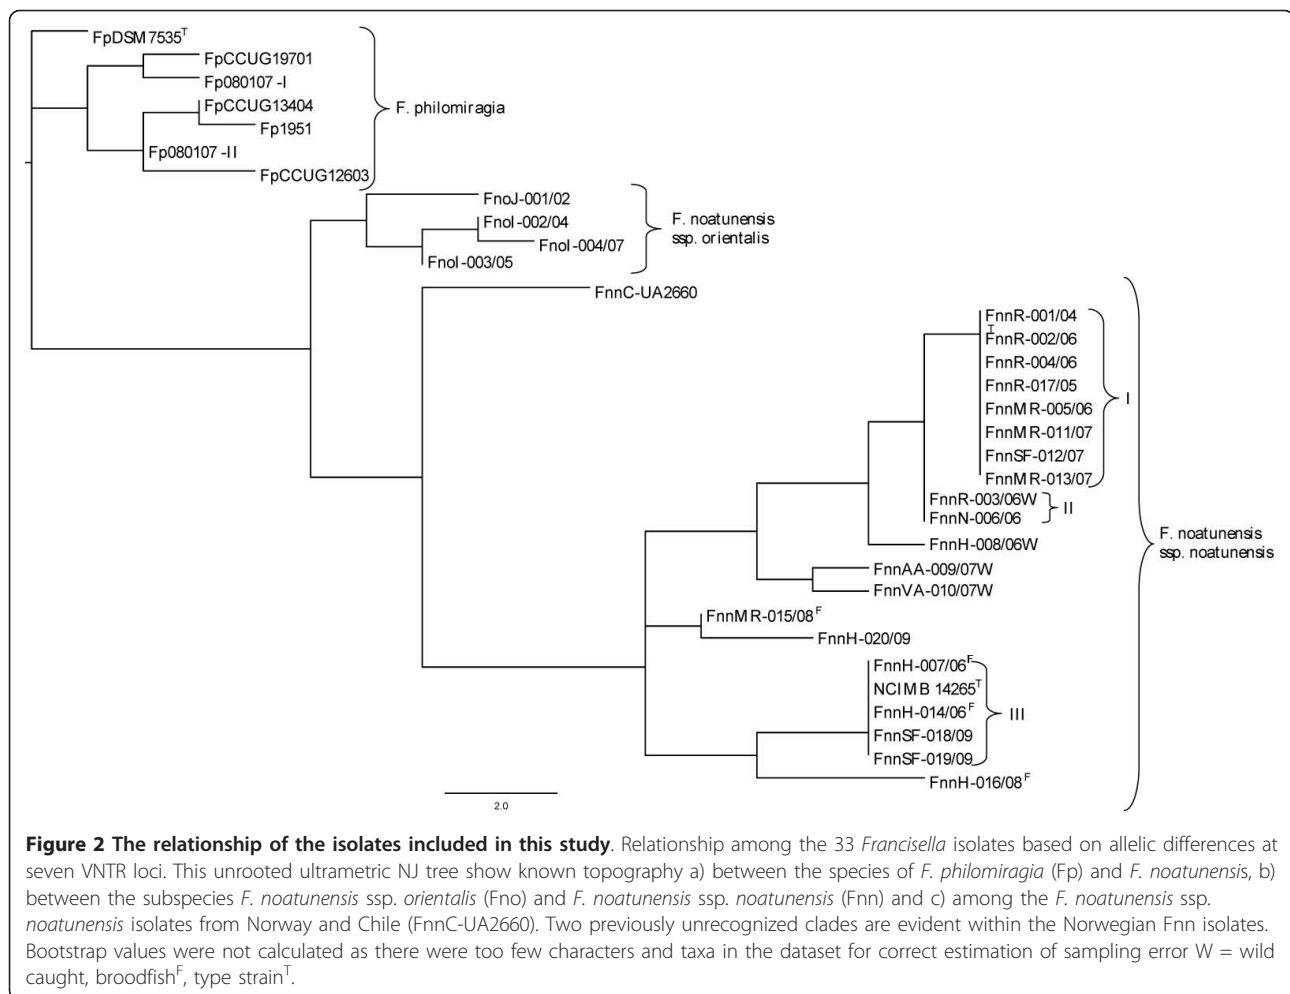 FpDSM7535T
FpCCUG19701
Fp080107-I
FpCCUG13404
Fp1951
Fp080107-II
FpCCUG12603
F. philomiragia
FnoJ-001/02
FnoI-002/04
FnoI-004/07
FnoI-003/05
F. noatunensis
ssp. orientalis
FnnC-UA2660
FnnR-001/04
T
FnnR-002/06
FnnR-004/06
FnnR-017/05
FnnMR-005/06
FnnMR-011/07
FnnSF-012/07
FnnMR-013/07
I
FnnR-003/06W
FnnN-006/06
II
FnnH-008/06W
FnnAA-009/07W
FnnVA-010/07W
F. noatunensis
ssp. noatunensis
FnnMR-015/08F
FnnH-020/09
FnnH-007/06F
NCIMB 14265T
FnnH-014/06F
FnnSF-018/09
FnnSF-019/09
III
FnnH-016/08F
2.0
Figure 2 The relationship of the isolates included in this study. Relationship among the 33 Francisella isolates based on allelic differences at
seven VNTR loci. This unrooted ultrametric NJ tree show known topography a) between the species of F. philomiragia (Fp) and F. noatunensis, b)
between the subspecies F. noatunensis ssp. orientalis (Fno) and F. noatunensis ssp. noatunensis (Fnn) and c) among the F. noatunensis ssp.
noatunensis isolates from Norway and Chile (FnnC-UA2660). Two previously unrecognized clades are evident within the Norwegian Fnn isolates.
Bootstrap values were not calculated as there were too few characters and taxa in the dataset for correct estimation of sampling error W = wild
caught, broodfishF, type strainT.